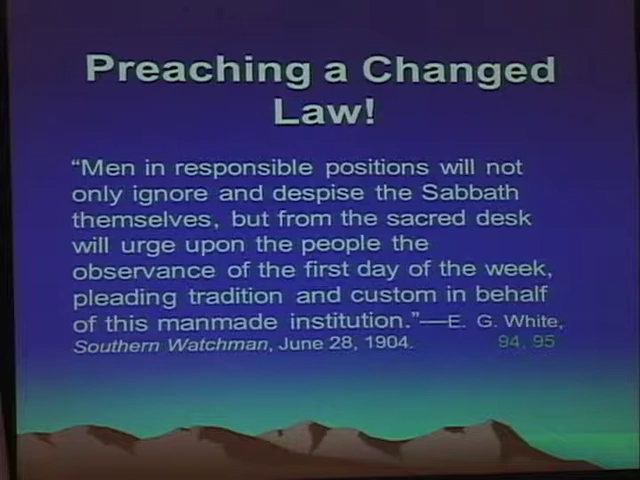 Preaching a Changed
Law!
“Men in responsible positions will not
only ignore and despise the Sabbath
themselves, but from the sacred desk
will urge upon the people the
observance of the first day of the week,
pleading tradition and custom in behalf
of this manmade institution.”—E. G. White,
Southern Watchman, June 28, 1904. 94, 95